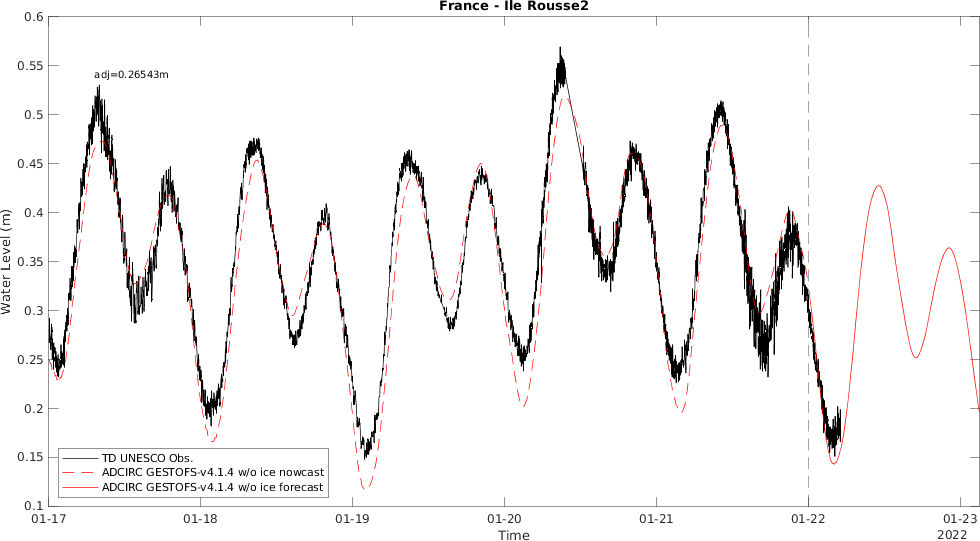 France - Ile Rousse2
0.6
0.55
0.5
0.45
0.4
0.35
0.3
0.25
0.2
0.15
0.1
Water Level (m)
adj=0.26543m
TD UNESCO Obs.
ADCIRC GESTOFS-v4.1.4 w/o ice nowcast
ADCIRC GESTOFS-v4.1.4 w/o ice forecast
01-17 01-18 01-19 01-20 01-21 01-22 01-23
Time
2022